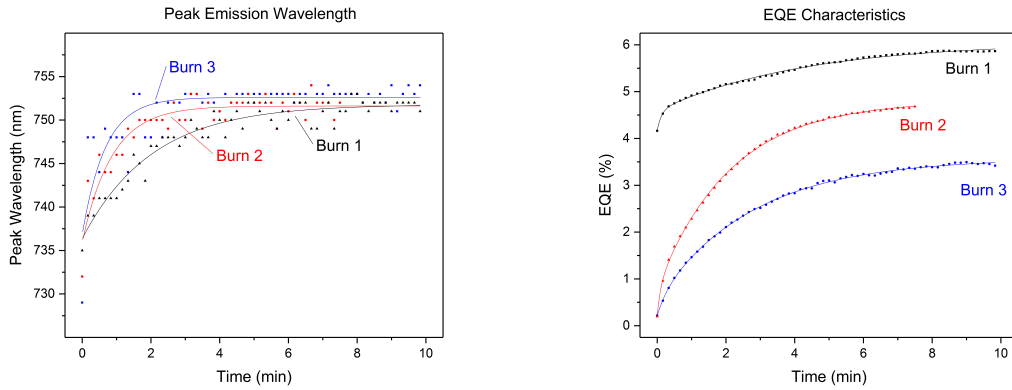 Peak Emission Wavelength
755
750
745
740
735
730
Peak Wavelength (nm)
Burn 3
Burn 2
Burn 1
0 2 4 6 8 10
Time (min)
EQE Characteristics
6
5
4
3
2
1
0
EQE (%)
Burn 1
Burn 2
Burn 3
0 2 4 6 8 10
Time (min)